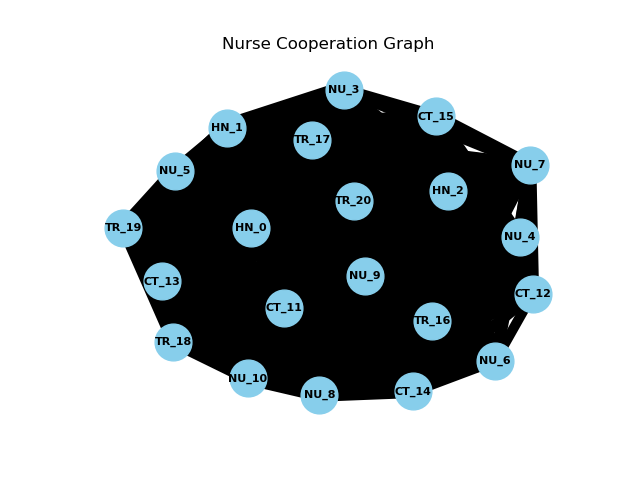 Nurse Cooperation Graph
NU_3
CT_15
HN_1
TR_17
NU_7
NU_5
HN_2
TR_20
TR_19
HN_0
NU_4
NU_9
CT_13
CT_12
CT_11
TR_16
TR_18
NU_6
NU_10
CT_14
NU_8